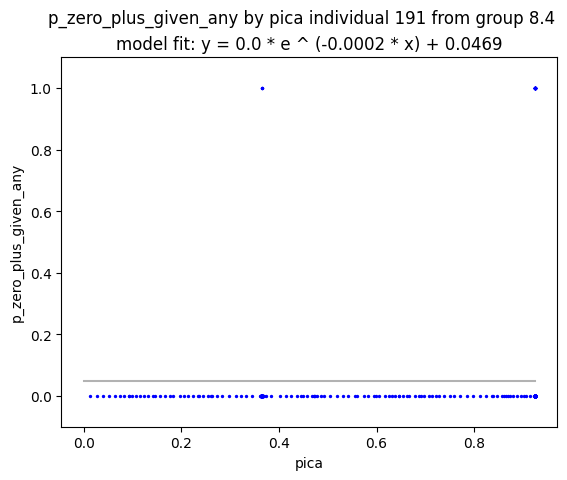 p_zero_plus_given_any by pica individual 191 from group 8.4
model fit: y = 0.0 * e ^ (-0.0002 * x) + 0.0469
1.0
0.8
0.6
0.4
0.2
0.0
p_zero_plus_given_any
0.0 0.2 0.4 0.6 0.8
pica